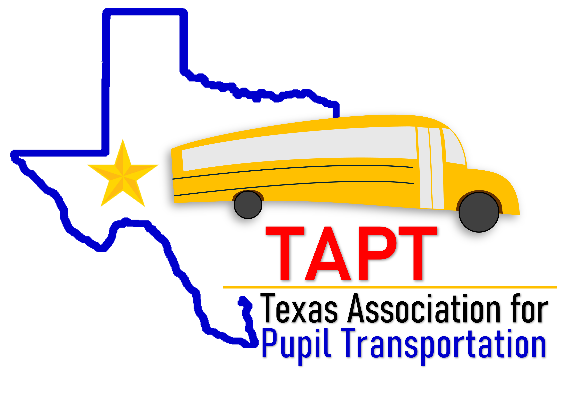 TAPT
Texas Association for
Pupil Transportation